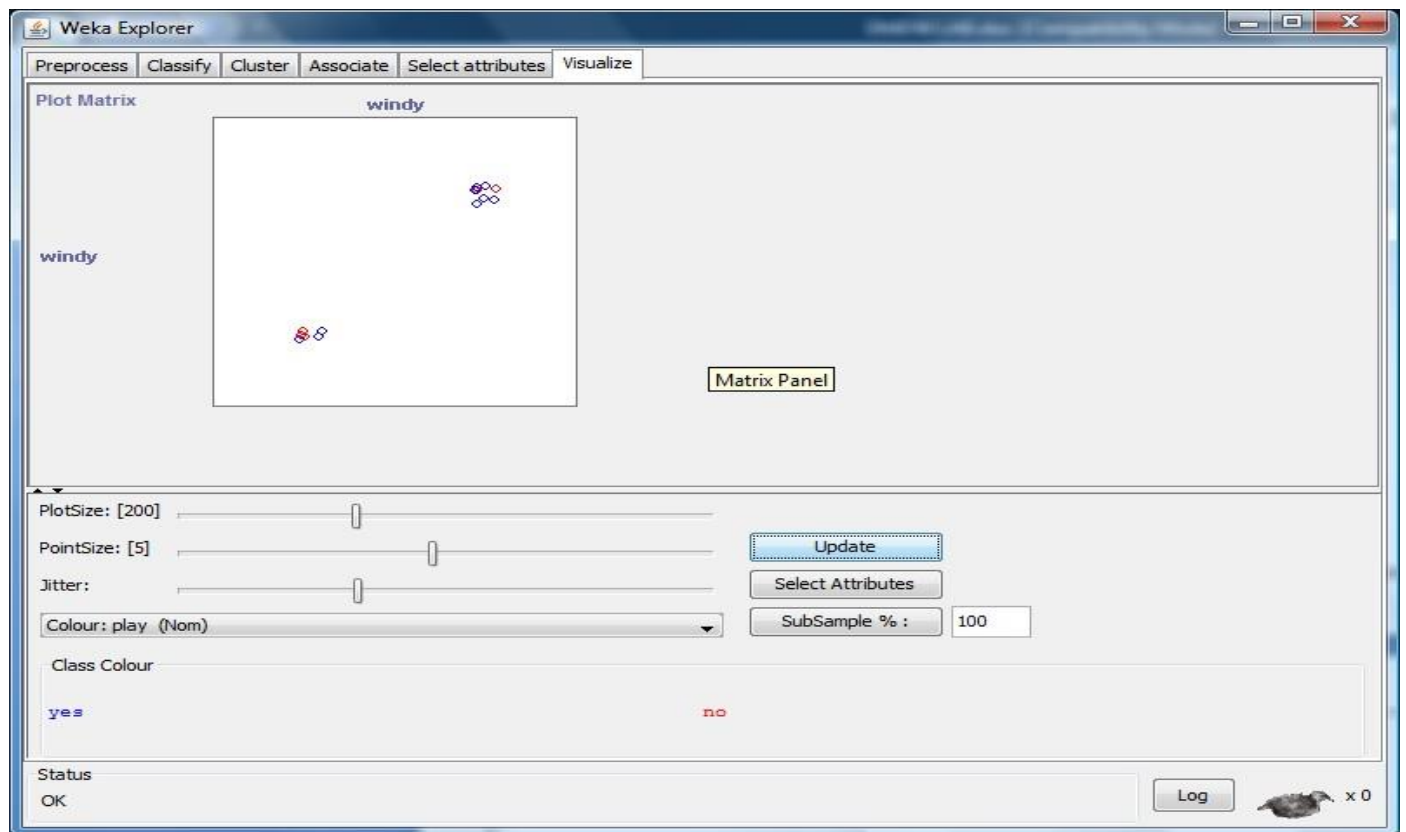 Weka Explorer
Preprocess Classify Cluster Associate Select attributes Visualize
Plot Matrix
windy
windy
Matrix Panel
PlotSize: [200]
PointSize: [5]
Update
Jitter:
Select Attributes
Colour: play (Nom)
SubSample % : 100
Class Colour
yes no
Status
OK
Log x 0